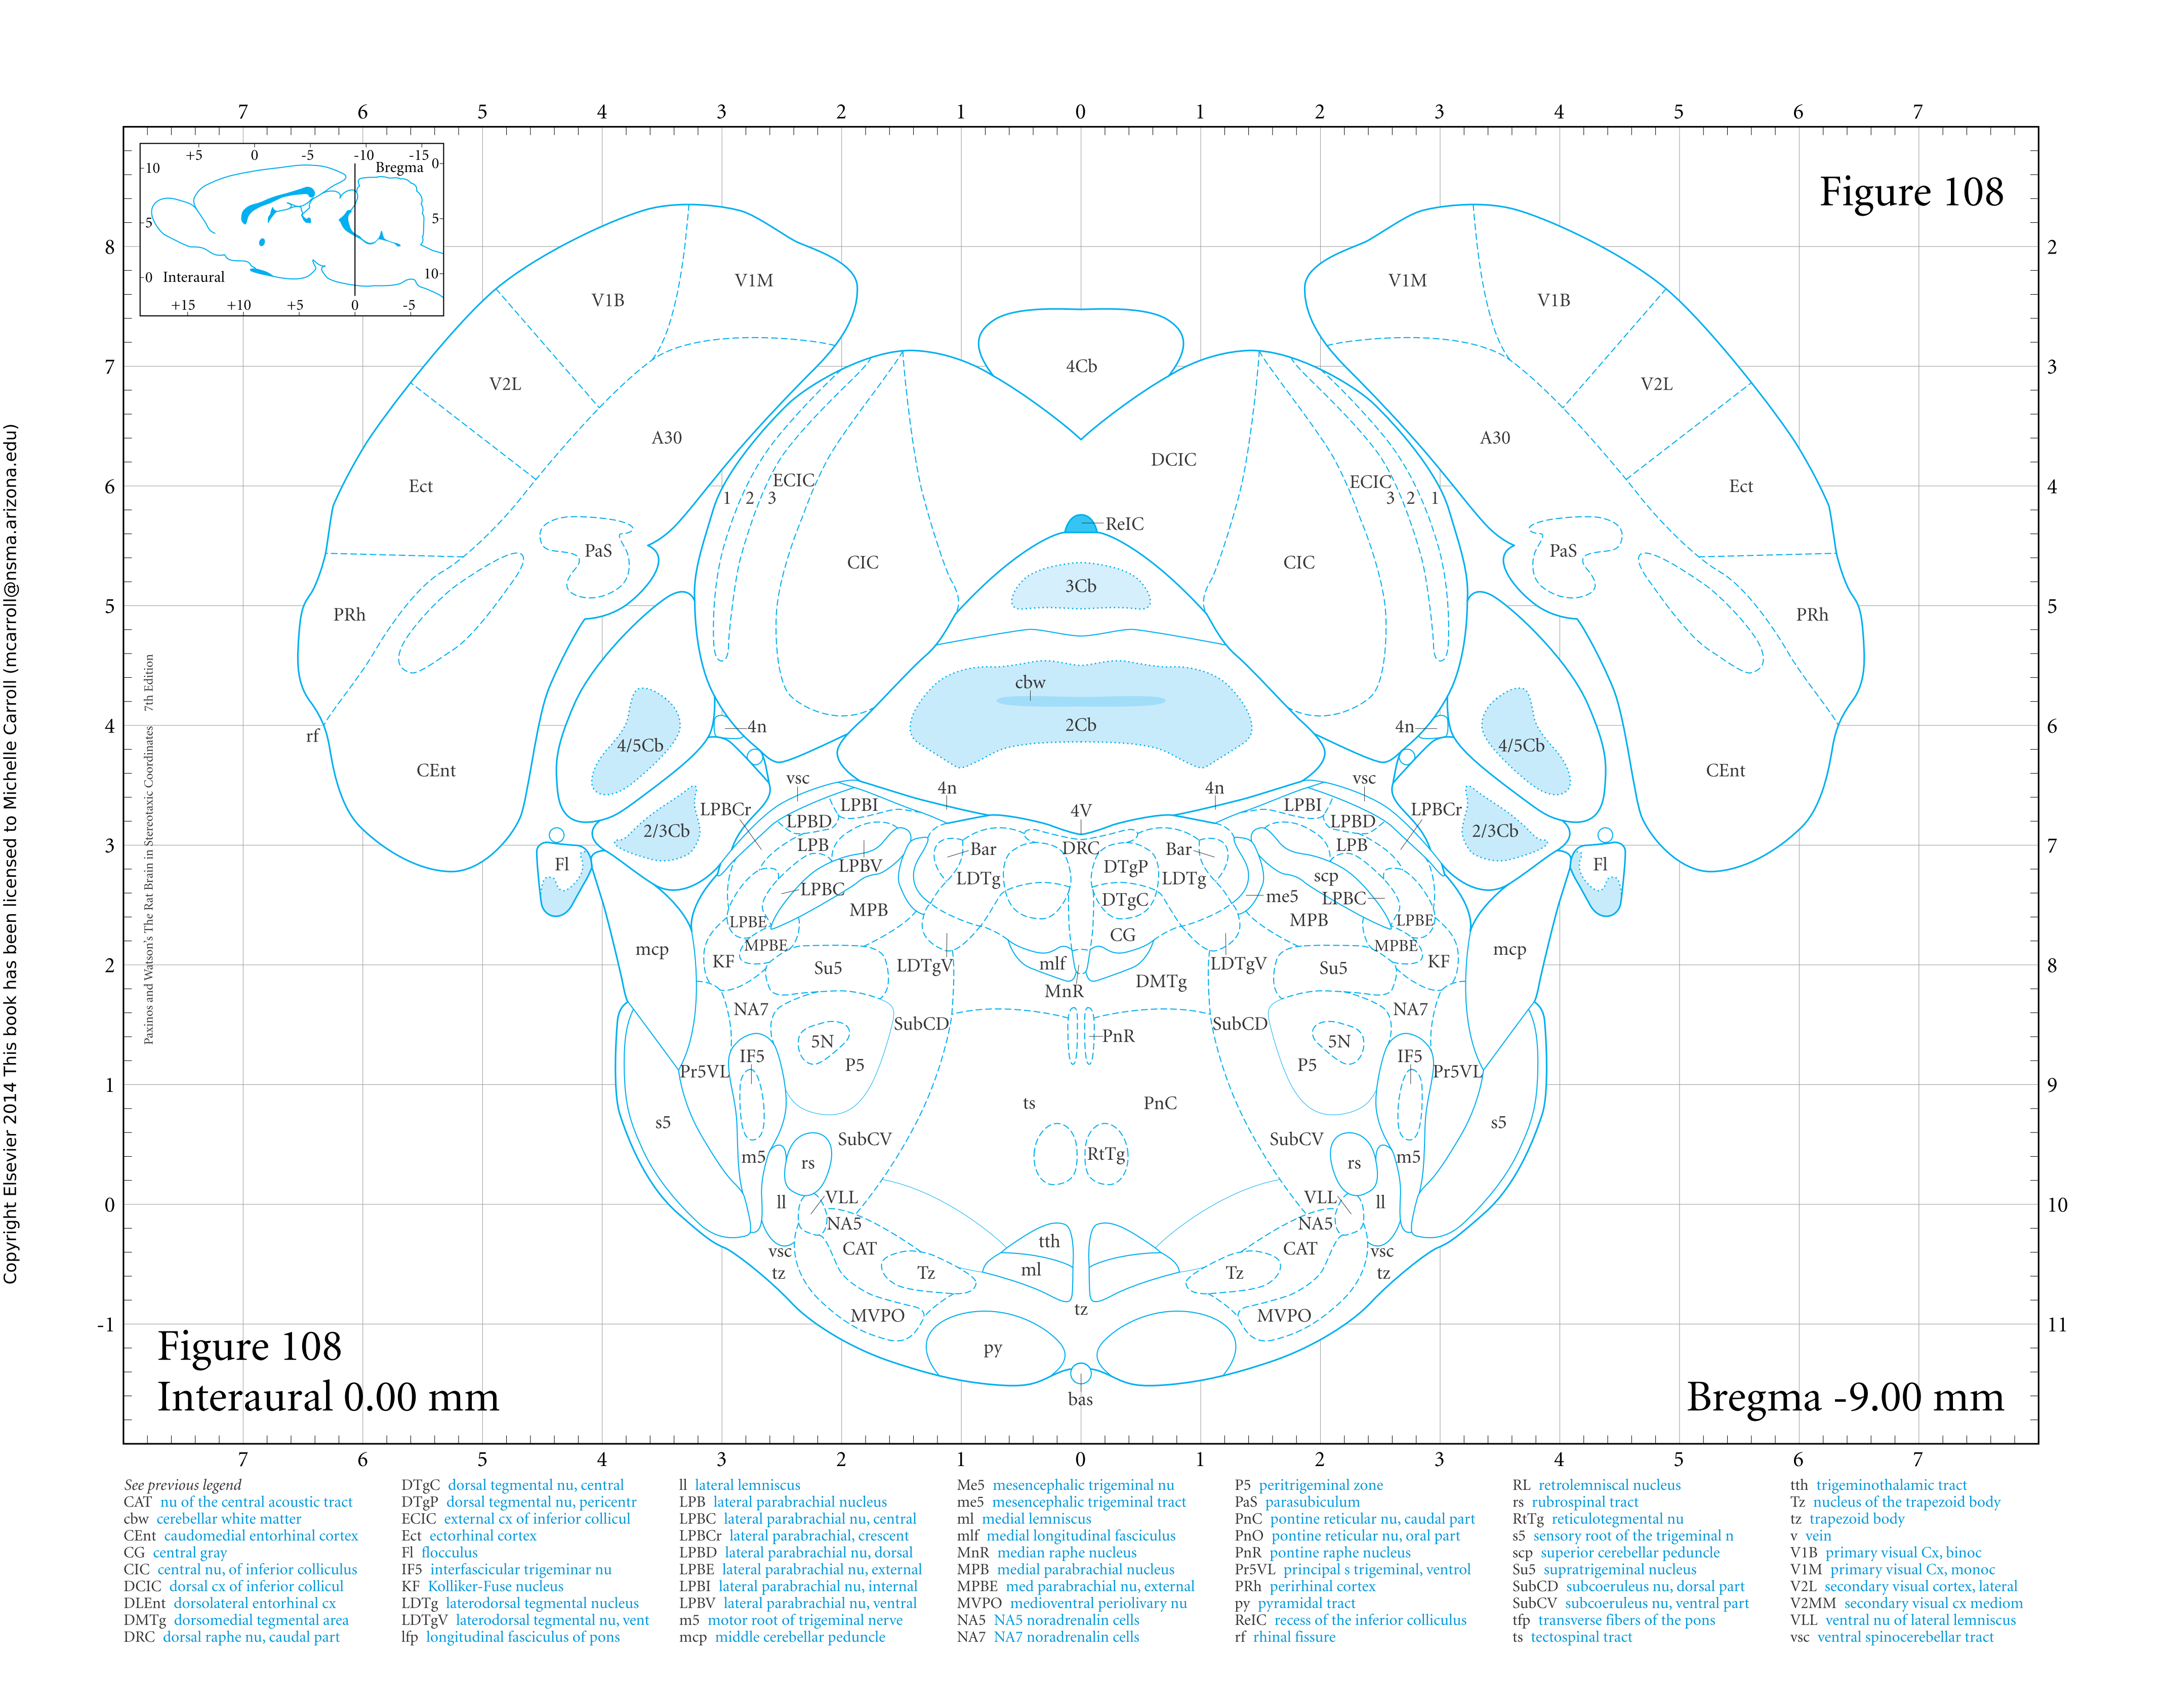 7 6 5 4 3 2 1 0 1 2 3 4 5 6 7
+5 0 -5 -10 -15
Bregma 0
10
5 5
0 Interaural 10
+15 +10 +5 0 -5
Figure 108
8 2
V1M V1M
V1B V1B
7 4Cb 3
V2L V2L
A30 DCIC A30
6 Ect ECIC ECIC Ect 4
1 2 3 3 2 1
ReIC
PaS CIC CIC PaS
3Cb
5 5
PRh PRh
cbw
4 4n 2Cb 4n 6
rf 4/5Cb 4/5Cb
CEnt vsc vsc CEnt
4n 4n
LPBCr LPBI 4V LPBI LPBCr
2/3Cb LPBD LPBD 2/3Cb
3 LPB Bar DRC Bar LPB 7
Fl LPBV DTgP scp Fl
LDTg LDTg
LPBC DTgC me5 LPBC
LPBE MPB MPB LPBE
mcp MPBE CG MPBE mcp
2 KF Su5 LDTgV mlf LDTgV Su5 KF 8
MnR DMTg
NA7 SubCD SubCD NA7
5N PnR 5N
IF5 P5 P5 IF5
1 Pr5VL Pr5VL 9
s5 ts PnC s5
SubCV SubCV
m5 rs RtTg rs m5
0 ll VLL VLL ll 10
NA5 NA5
vsc CAT tth CAT vsc
tz Tz ml Tz tz
MVPO tz MVPO
-1 11
py
bas
Figure 108
Interaural 0.00 mm
Bregma -9.00 mm
7 6 5 4 3 2 1 0 1 2 3 4 5 6 7
Copyright Elsevier 2014 This book has been licensed to Michelle Carroll (mcarroll@nsma.arizona.edu)
Paxinos and Watson's The Rat Brain in Stereotaxic Coordinates 7th Edition
See previous legend
CAT nu of the central acoustic tract
cbw cerebellar white matter
CEnt caudomedial entorhinal cortex
CG central gray
CIC central nu, of inferior colliculus
DCIC dorsal cx of inferior collicul
DLEnt dorsolateral entorhinal cx
DMTg dorsomedial tegmental area
DRC dorsal raphe nu, caudal part
DTgC dorsal tegmental nu, central
DTgP dorsal tegmental nu, pericentr
ECIC external cx of inferior collicul
Ect ectorhinal cortex
Fl flocculus
IF5 interfascicular trigeminar nu
KF Kolliker-Fuse nucleus
LDTg laterodorsal tegmental nucleus
LDTgV laterodorsal tegmental nu, vent
lfp longitudinal fasciculus of pons
ll lateral lemniscus
LPB lateral parabrachial nucleus
LPBC lateral parabrachial nu, central
LPBCr lateral parabrachial, crescent
LPBD lateral parabrachial nu, dorsal
LPBE lateral parabrachial nu, external
LPBI lateral parabrachial nu, internal
LPBV lateral parabrachial nu, ventral
m5 motor root of trigeminal nerve
mcp middle cerebellar peduncle
Me5 mesencephalic trigeminal nu
me5 mesencephalic trigeminal tract
ml medial lemniscus
mlf medial longitudinal fasciculus
MnR median raphe nucleus
MPB medial parabrachial nucleus
MPBE med parabrachial nu, external
MVPO medioventral periolivary nu
NA5 NA5 noradrenalin cells
NA7 NA7 noradrenalin cells
P5 peritrigeminal zone
PaS parasubiculum
PnC pontine reticular nu, caudal part
PnO pontine reticular nu, oral part
PnR pontine raphe nucleus
Pr5VL principal s trigeminal, ventrol
PRh perirhinal cortex
py pyramidal tract
ReIC recess of the inferior colliculus
rf rhinal fissure
RL retrolemniscal nucleus
rs rubrospinal tract
RtTg reticulotegmental nu
s5 sensory root of the trigeminal n
scp superior cerebellar peduncle
Su5 supratrigeminal nucleus
SubCD subcoeruleus nu, dorsal part
SubCV subcoeruleus nu, ventral part
tfp transverse fibers of the pons
ts tectospinal tract
tth trigeminothalamic tract
Tz nucleus of the trapezoid body
tz trapezoid body
v vein
V1B primary visual Cx, binoc
V1M primary visual Cx, monoc
V2L secondary visual cortex, lateral
V2MM secondary visual cx mediom
VLL ventral nu of lateral lemniscus
vsc ventral spinocerebellar tract